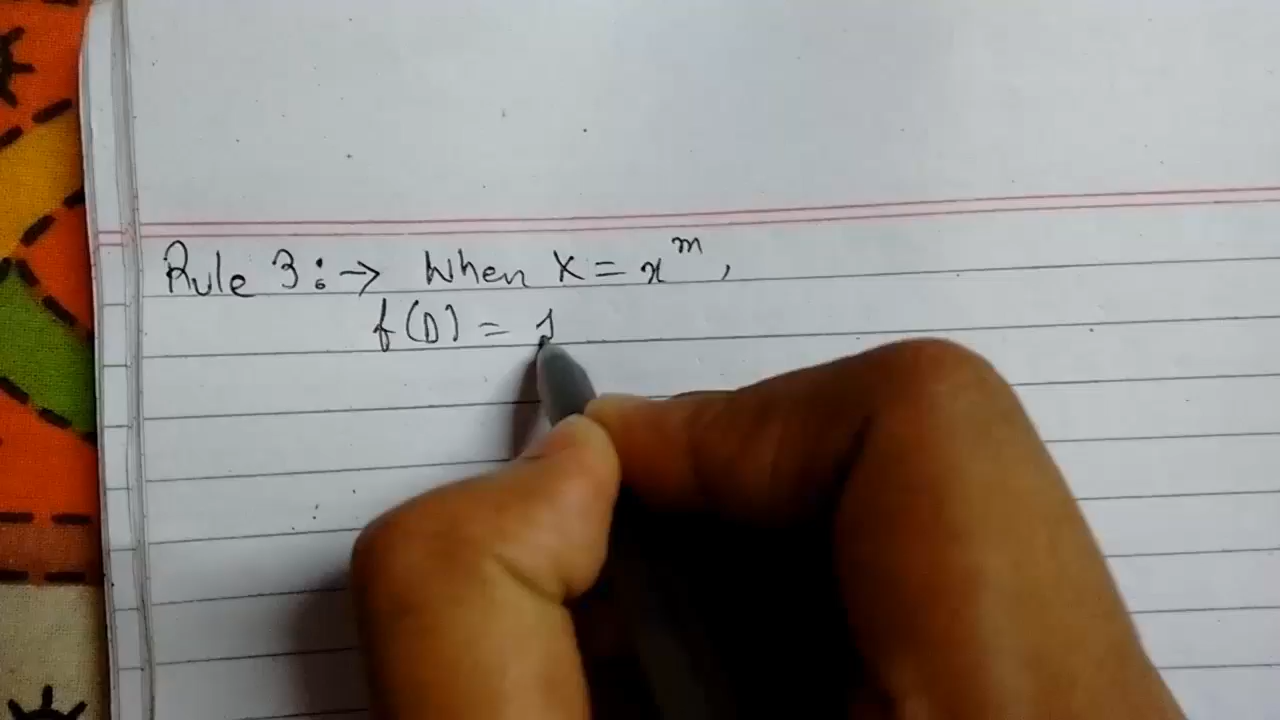 Rule 3:→ When X = x^m,
f(D) = 1